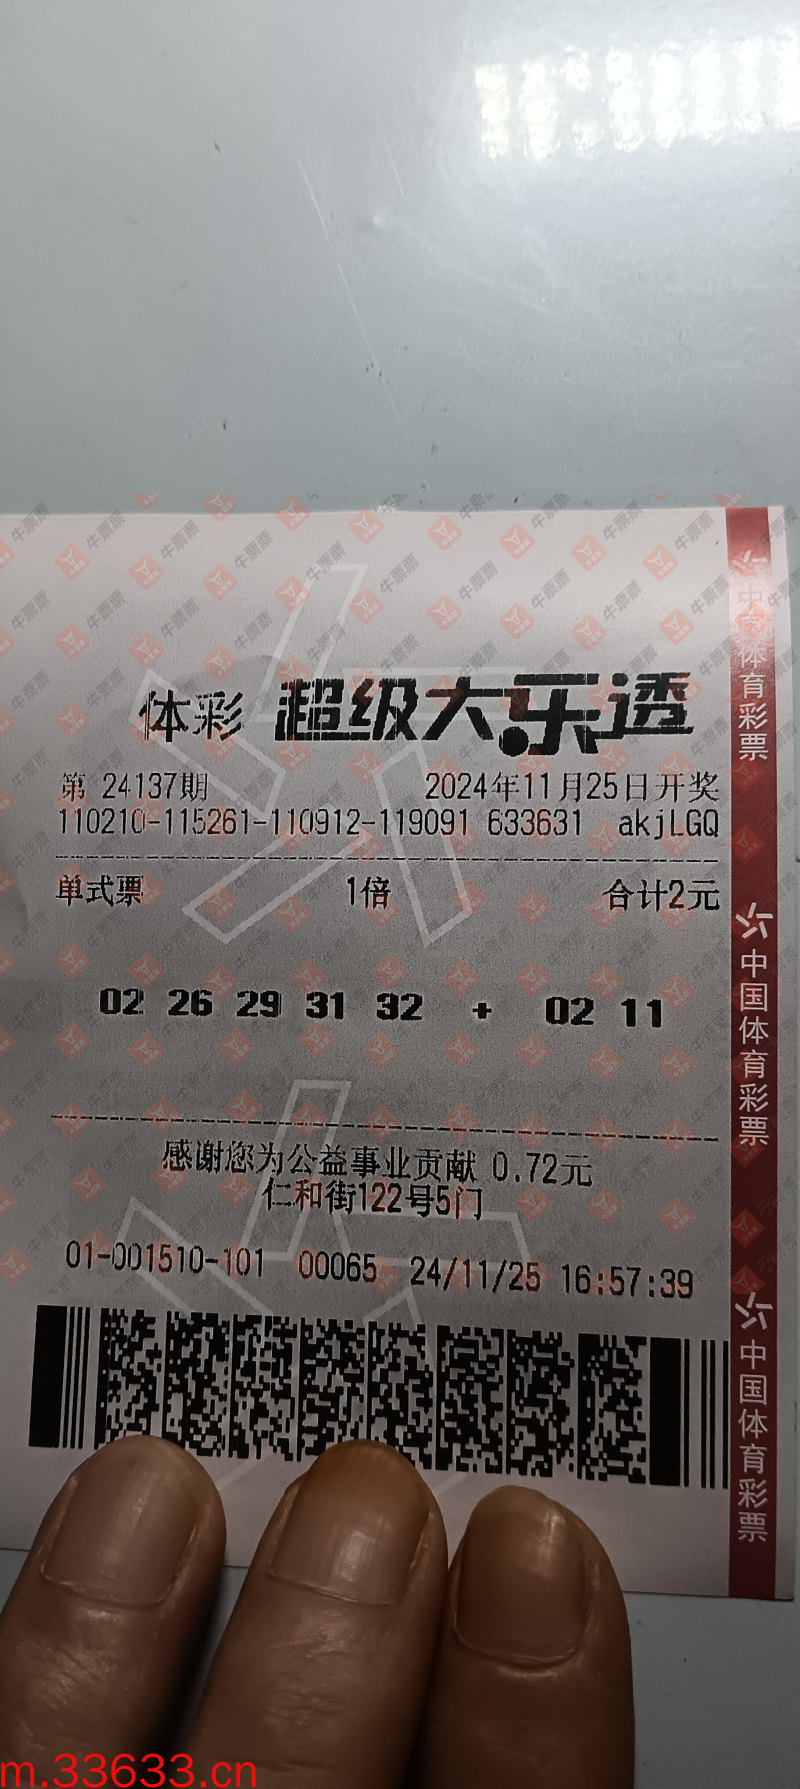 体彩 超级大乐透
第 24137期 2024年11月25日开奖
110210-115261-110912-119091 633631 akjLGQ
单式票 1倍 合计2元
02 26 29 31 32 + 02 11
感谢您为公益事业贡献 0.72元
仁和街122号5门
01-001510-101 00065 24/11/25 16:57:39
中国体育彩票
中国体育彩票
中国体育彩票
牛票票
m.33633.cn